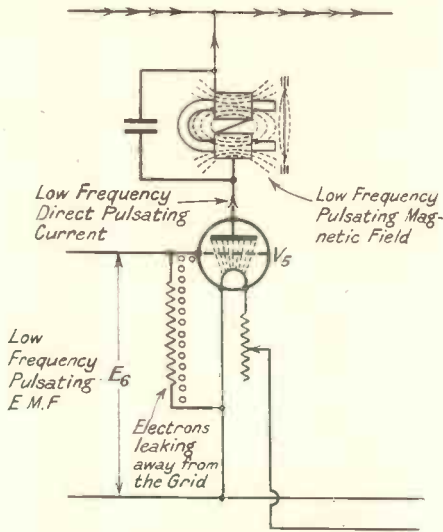 Low Frequency
Direct Pulsating
Current
Low Frequency
Pulsating Mag-
netic Field
V5
Low
Frequency
Pulsating
E.M.F
E6
Electrons
leaking
away from
the Grid